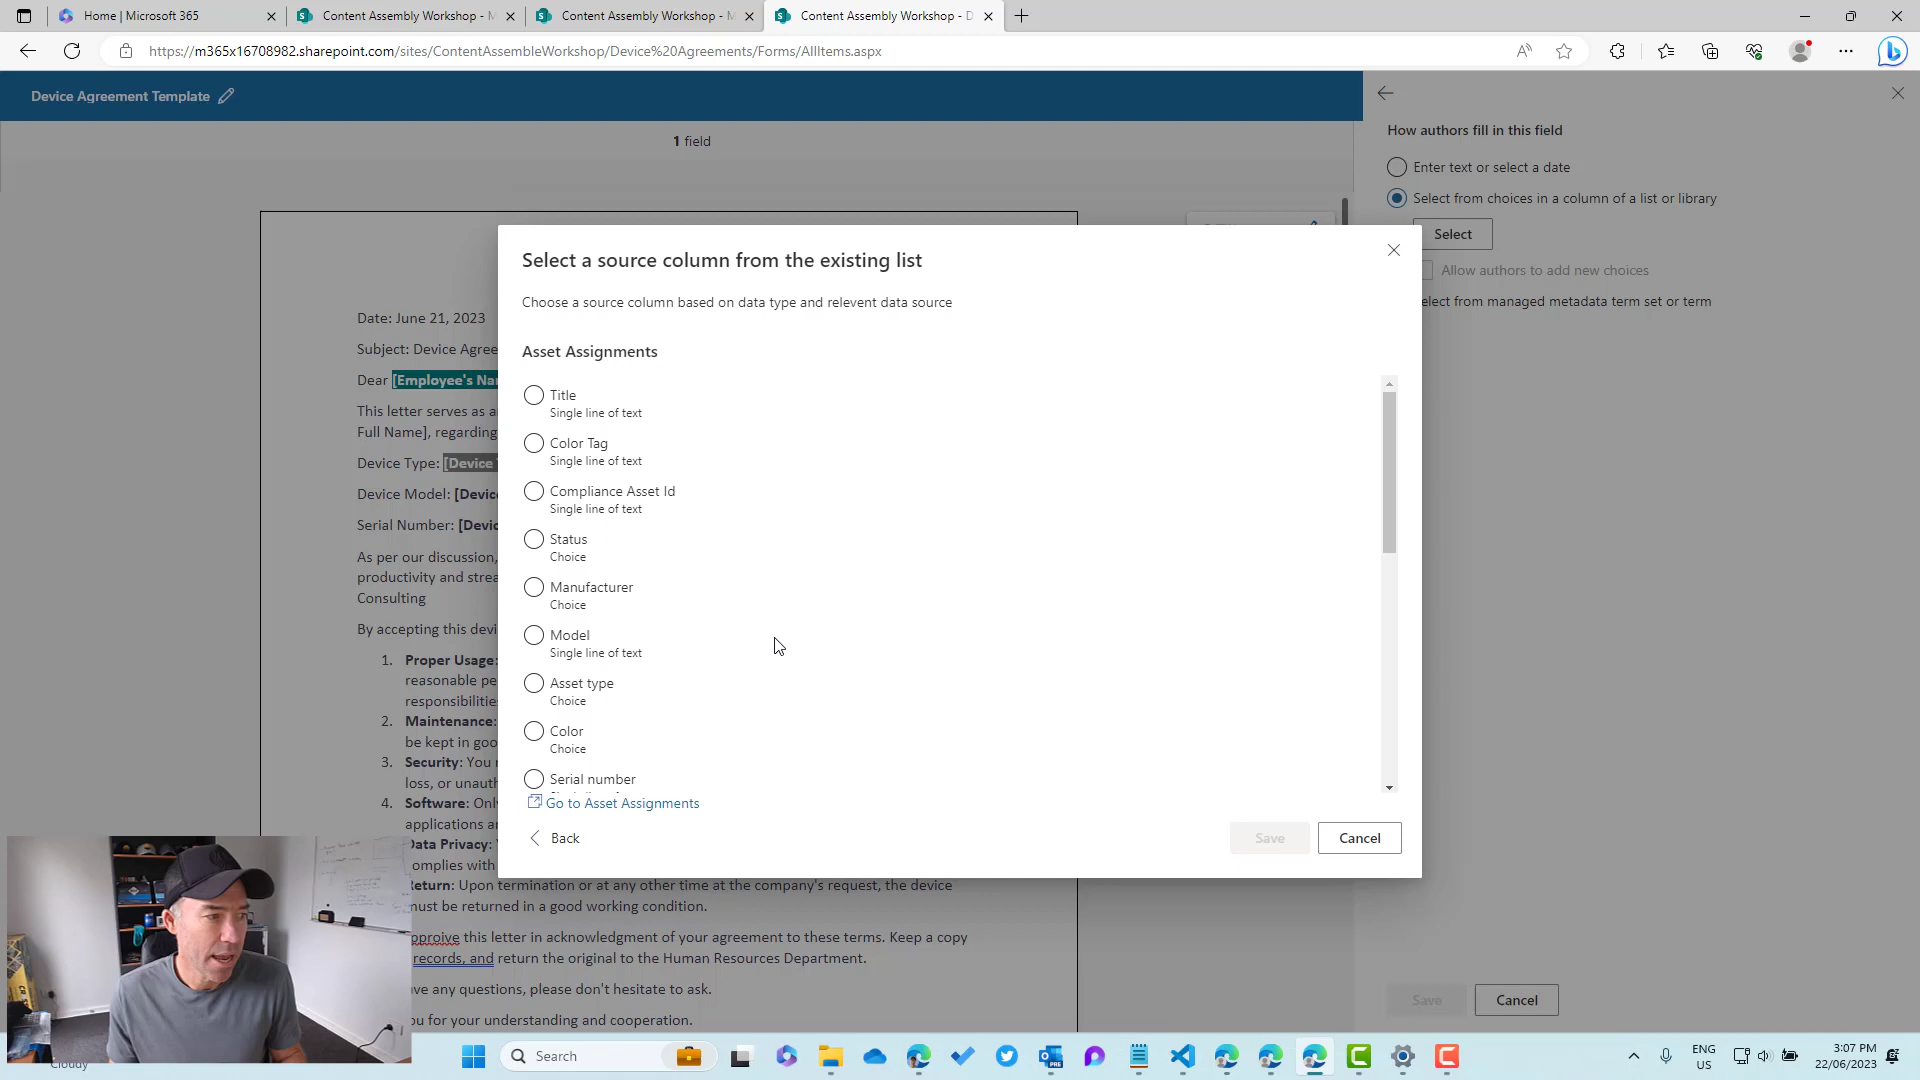 Home | Microsoft 365
Content Assembly Workshop - M
Content Assembly Workshop - M
Content Assembly Workshop - D
https://m365x16708982.sharepoint.com/sites/ContentAssembleWorkshop/Device%20Agreements/Forms/AllItems.aspx
Device Agreement Template
1 field
Date: June 21, 2023
Subject: Device Agree
Dear [Employee's Na
This letter serves as a
Full Name], regarding
Device Type: [Device
Device Model: [Devic
Serial Number: [Devic
As per our discussion,
productivity and strea
Consulting
By accepting this devi
1. Proper Usage:
reasonable pe
responsibilitie
2. Maintenance:
be kept in goo
3. Security: You
loss, or unauth
4. Software: Onl
applications an
Data Privacy:
omplies with
Return: Upon termination or at any other time at the company's request, the device
must be returned in a good working condition.
pproive this letter in acknowledgment of your agreement to these terms. Keep a copy
records, and return the original to the Human Resources Department.
ve any questions, please don't hesitate to ask.
u for your understanding and cooperation.
Select a source column from the existing list
Choose a source column based on data type and relevent data source
Asset Assignments
Title
Single line of text
Color Tag
Single line of text
Compliance Asset Id
Single line of text
Status
Choice
Manufacturer
Choice
Model
Single line of text
Asset type
Choice
Color
Choice
Serial number
Go to Asset Assignments
Back
Save
Cancel
How authors fill in this field
Enter text or select a date
Select from choices in a column of a list or library
Select
Allow authors to add new choices
elect from managed metadata term set or term
Save
Cancel
Cloudy
Search
ENG
US
3:07 PM
22/06/2023